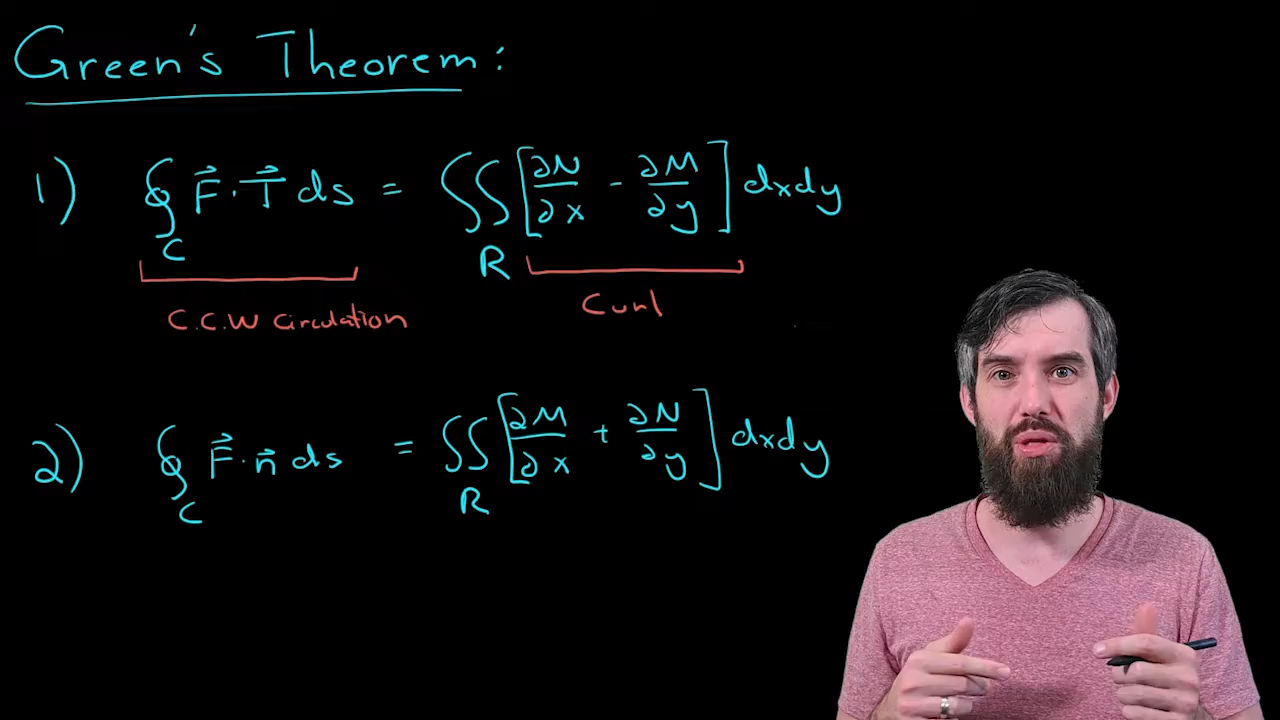 Green's Theorem:
1) ∮_C F⃗ · T⃗ ds = ∬_R [∂N/∂x - ∂M/∂y] dxdy
C.C.W Circulation
Curl
2) ∮_C F⃗ · n⃗ ds = ∬_R [∂M/∂x + ∂N/∂y] dxdy